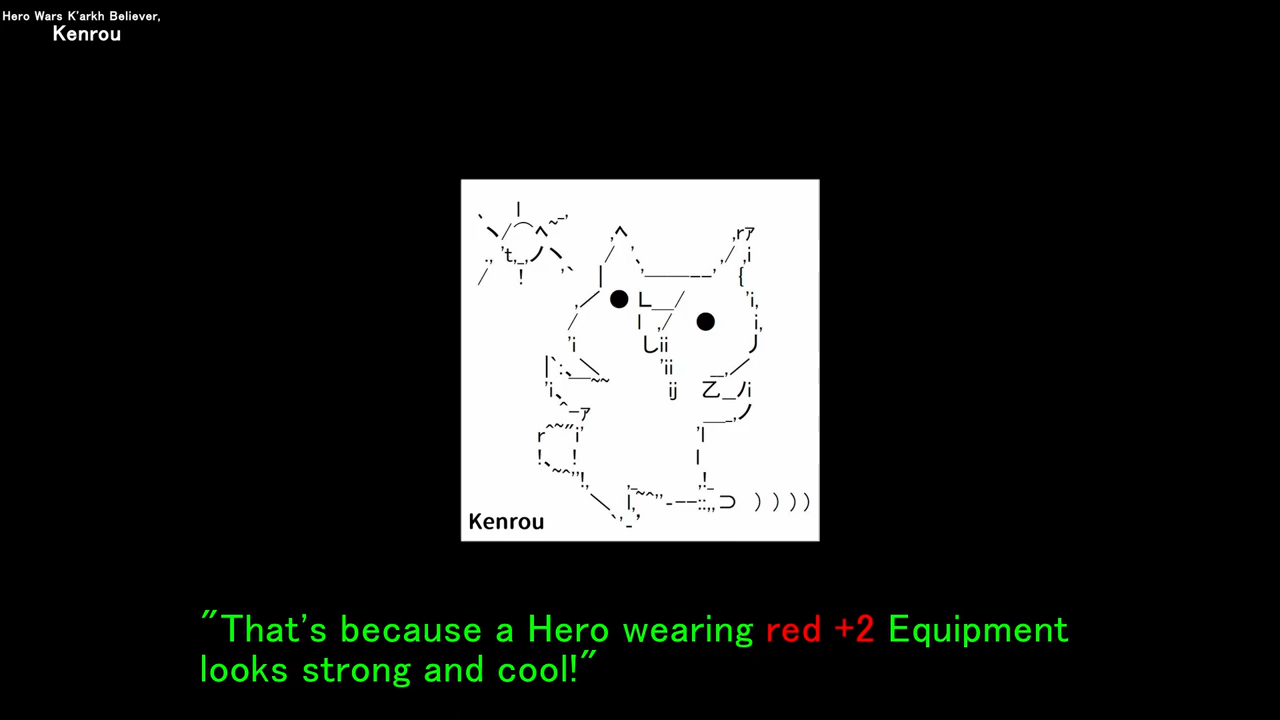 Hero Wars K'arkh Believer,
Kenrou
Kenrou
"That's because a Hero wearing red +2 Equipment
looks strong and cool!"